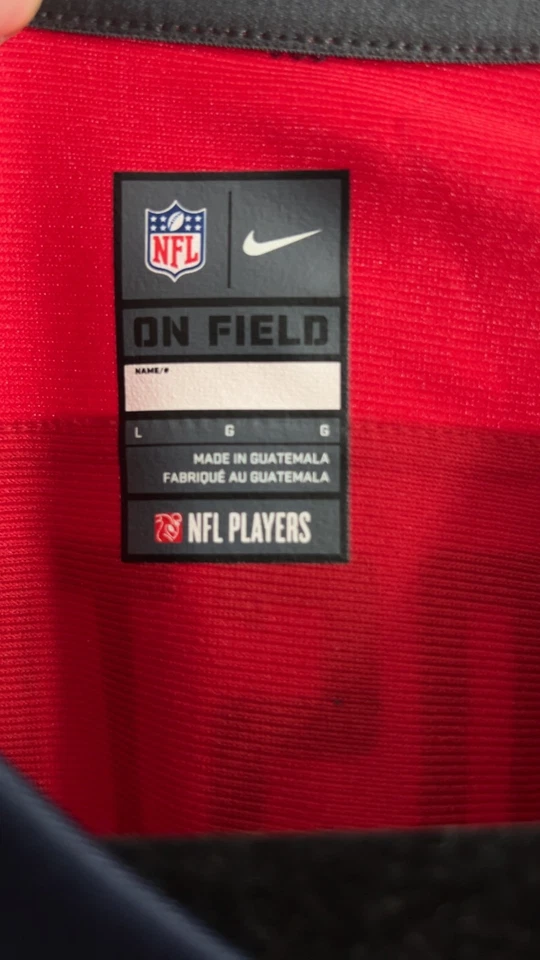 NFL
ON FIELD
NAME/#
L G G
MADE IN GUATEMALA
FABRIQUÉ AU GUATEMALA
NFL PLAYERS